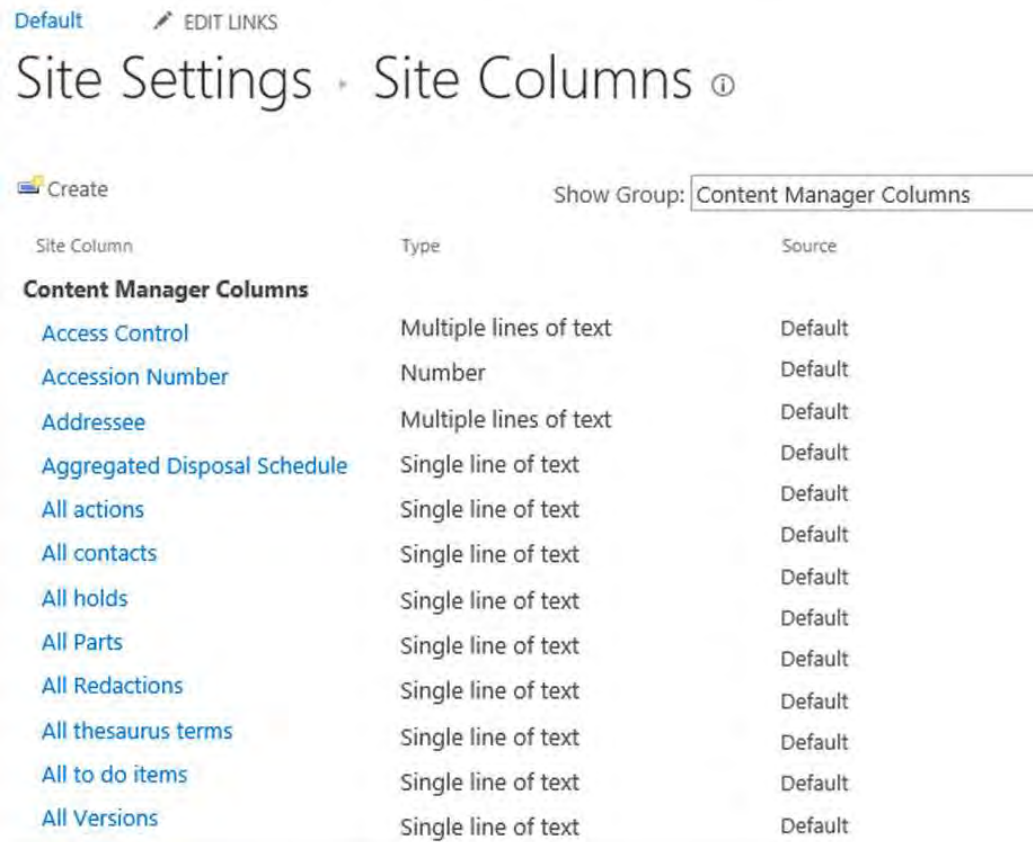 Default EDIT LINKS
Site Settings · Site Columns
Create Show Group: Content Manager Columns
Site Column Type Source
Content Manager Columns
Access Control Multiple lines of text Default
Accession Number Number Default
Addressee Multiple lines of text Default
Aggregated Disposal Schedule Single line of text Default
All actions Single line of text Default
All contacts Single line of text Default
All holds Single line of text Default
Default
All Parts Single line of text Default
All Redactions Single line of text Default
All thesaurus terms Single line of text Default
All to do items Single line of text Default
All Versions Single line of text Default